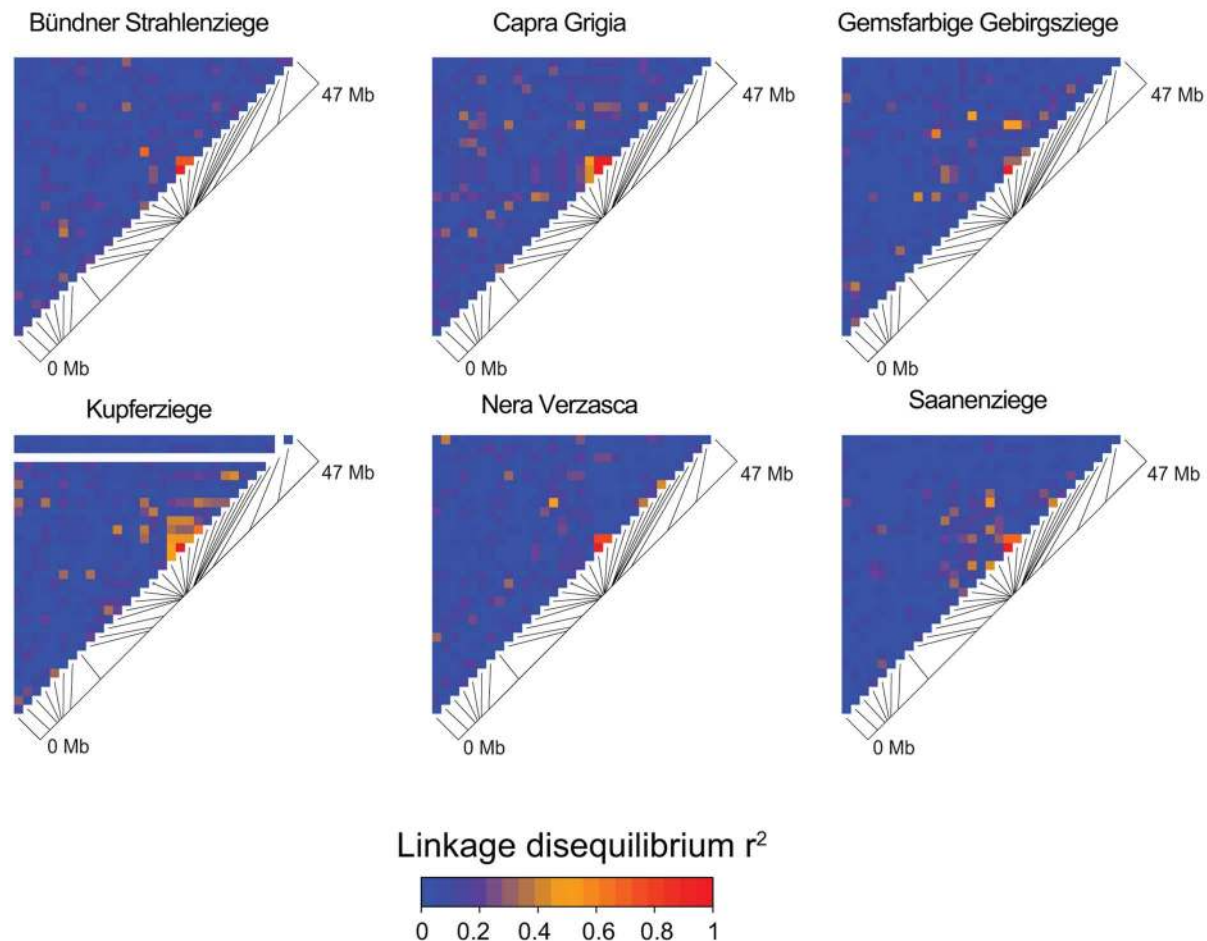 Bündner Strahlenziege
Capra Grigia
Gemsfarbige Gebirgsziege
47 Mb
47 Mb
47 Mb
0 Mb
0 Mb
0 Mb
Kupferziege
Nera Verzasca
Saanenziege
47 Mb
47 Mb
47 Mb
0 Mb
0 Mb
0 Mb
Linkage disequilibrium r²
0 0.2 0.4 0.6 0.8 1